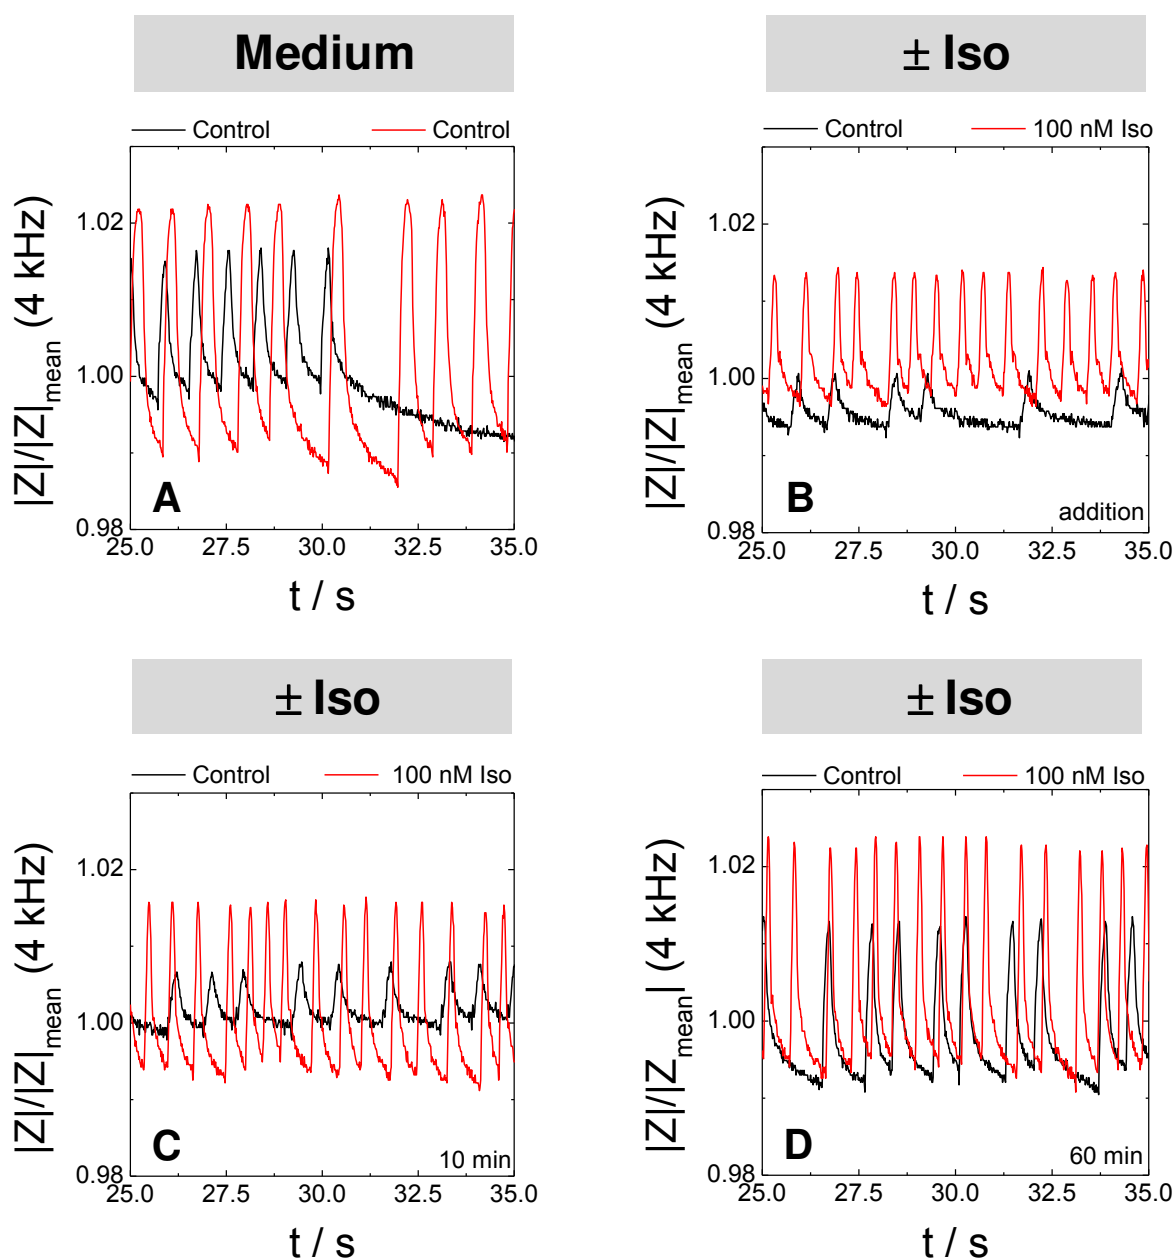 Medium
Control Control
|Z|/|Z|mean (4 kHz)
1.02
1.00
0.98
A
25.0 27.5 30.0 32.5 35.0
t / s
± Iso
Control 100 nM Iso
|Z|/|Z|mean (4 kHz)
1.02
1.00
0.98
B
addition
25.0 27.5 30.0 32.5 35.0
t / s
± Iso
Control 100 nM Iso
|Z|/|Z|mean (4 kHz)
1.02
1.00
0.98
C
10 min
25.0 27.5 30.0 32.5 35.0
t / s
± Iso
Control 100 nM Iso
|Z|/|Zmean| (4 kHz)
1.02
1.00
0.98
D
60 min
25.0 27.5 30.0 32.5 35.0
t / s